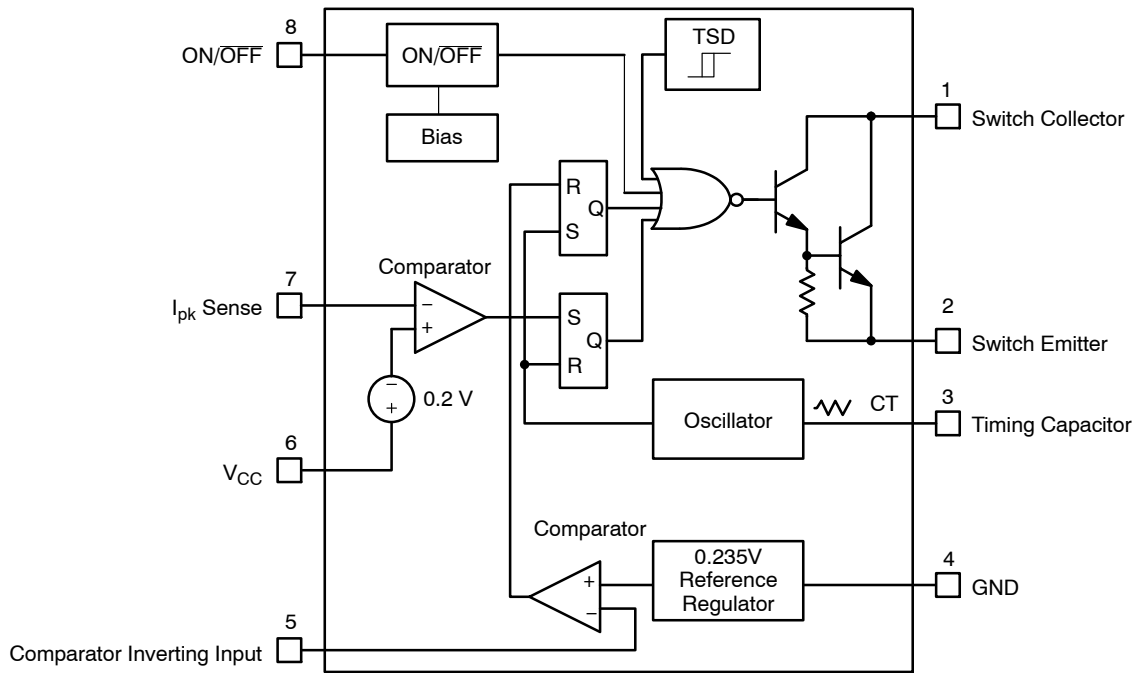 8
ON/OFF
ON/OFF
TSD
Bias
1
Switch Collector
R
Q
S
Comparator
7
Ipk Sense
−
+
S
Q
R
2
Switch Emitter
−
+
0.2 V
Oscillator
CT
3
Timing Capacitor
6
VCC
Comparator
0.235V
Reference
Regulator
4
GND
+
−
5
Comparator Inverting Input